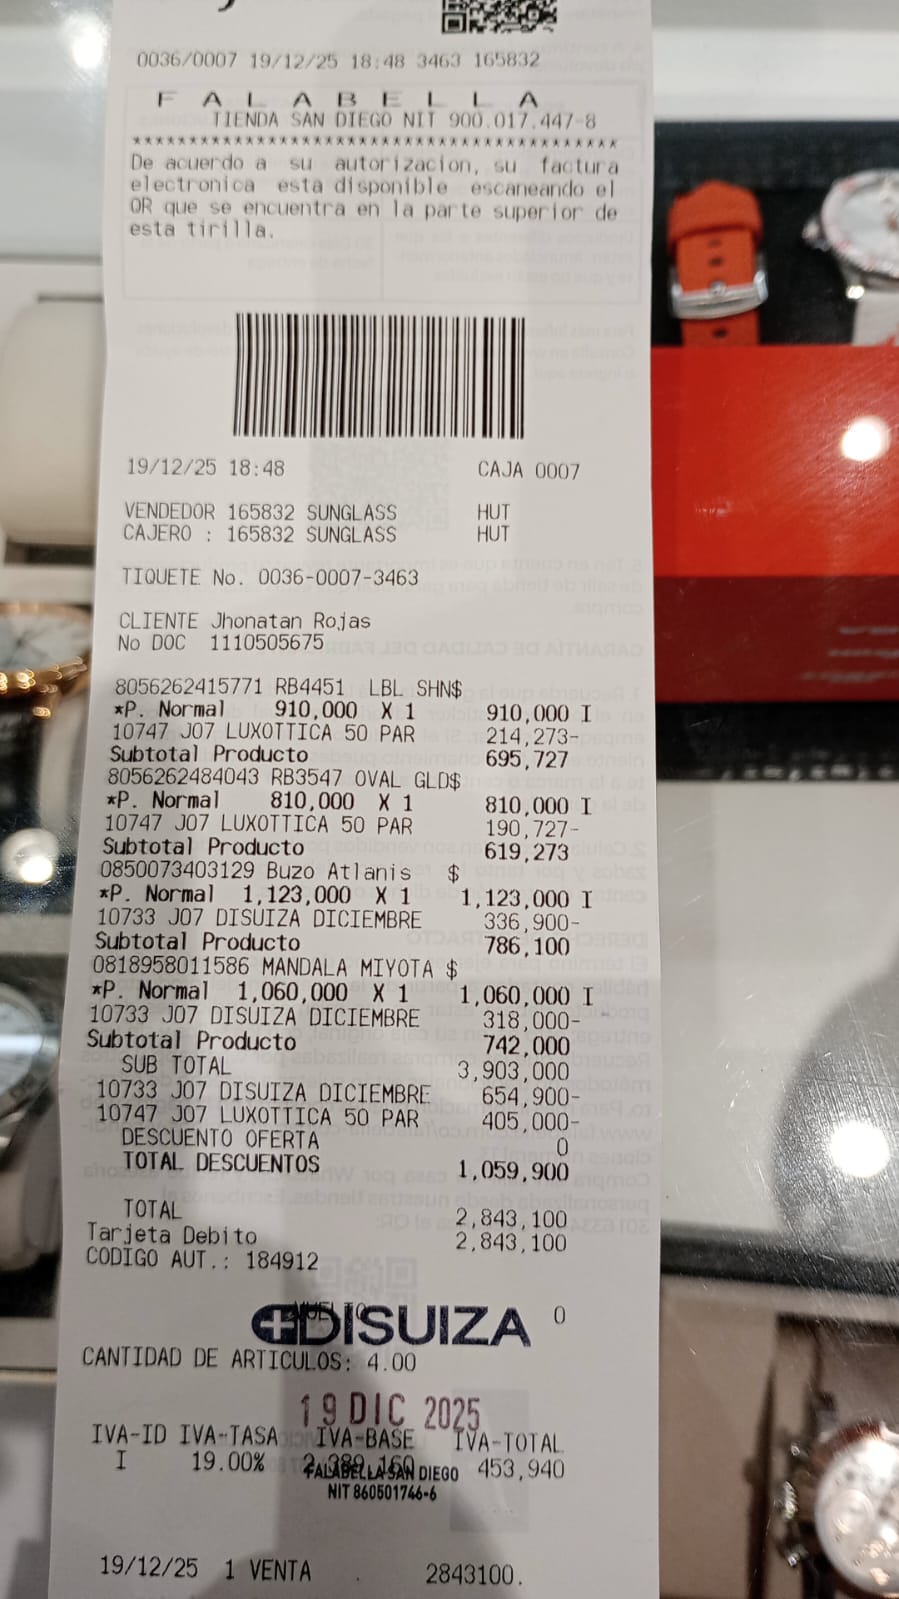 0036/0007 19/12/25 18:48 3463 165832
F A L A B E L L A
TIENDA SAN DIEGO NIT 900.017.447-8
******************************************
De acuerdo a su autorizacion, su factura
electronica esta disponible escaneando el
QR que se encuentra en la parte superior de
esta tirilla.
19/12/25 18:48 CAJA 0007
VENDEDOR 165832 SUNGLASS HUT
CAJERO : 165832 SUNGLASS HUT
TIQUETE No. 0036-0007-3463
CLIENTE Jhonatan Rojas
No DOC 1110505675
8056262415771 RB4451 LBL SHN$
*P. Normal 910,000 X 1 910,000 I
10747 J07 LUXOTTICA 50 PAR 214,273-
Subtotal Producto 695,727
8056262484043 RB3547 OVAL GLD$
*P. Normal 810,000 X 1 810,000 I
10747 J07 LUXOTTICA 50 PAR 190,727-
Subtotal Producto 619,273
0850073403129 Buzo Atlanis $
*P. Normal 1,123,000 X 1 1,123,000 I
10733 J07 DISUIZA DICIEMBRE 336,900-
Subtotal Producto 786,100
0818958011586 MANDALA MIYOTA $
*P. Normal 1,060,000 X 1 1,060,000 I
10733 J07 DISUIZA DICIEMBRE 318,000-
Subtotal Producto 742,000
SUB TOTAL 3,903,000
10733 J07 DISUIZA DICIEMBRE 654,900-
10747 J07 LUXOTTICA 50 PAR 405,000-
DESCUENTO OFERTA 0
TOTAL DESCUENTOS 1,059,900
TOTAL 2,843,100
Tarjeta Debito 2,843,100
CODIGO AUT.: 184912
VUELTO 0
DISUIZA
CANTIDAD DE ARTICULOS: 4.00
19 DIC 2025
IVA-ID IVA-TASA IVA-BASE IVA-TOTAL
I 19.00% 2,389,160 453,940
FALABELLA SAN DIEGO
NIT 860501746-6
19/12/25 1 VENTA 2843100.